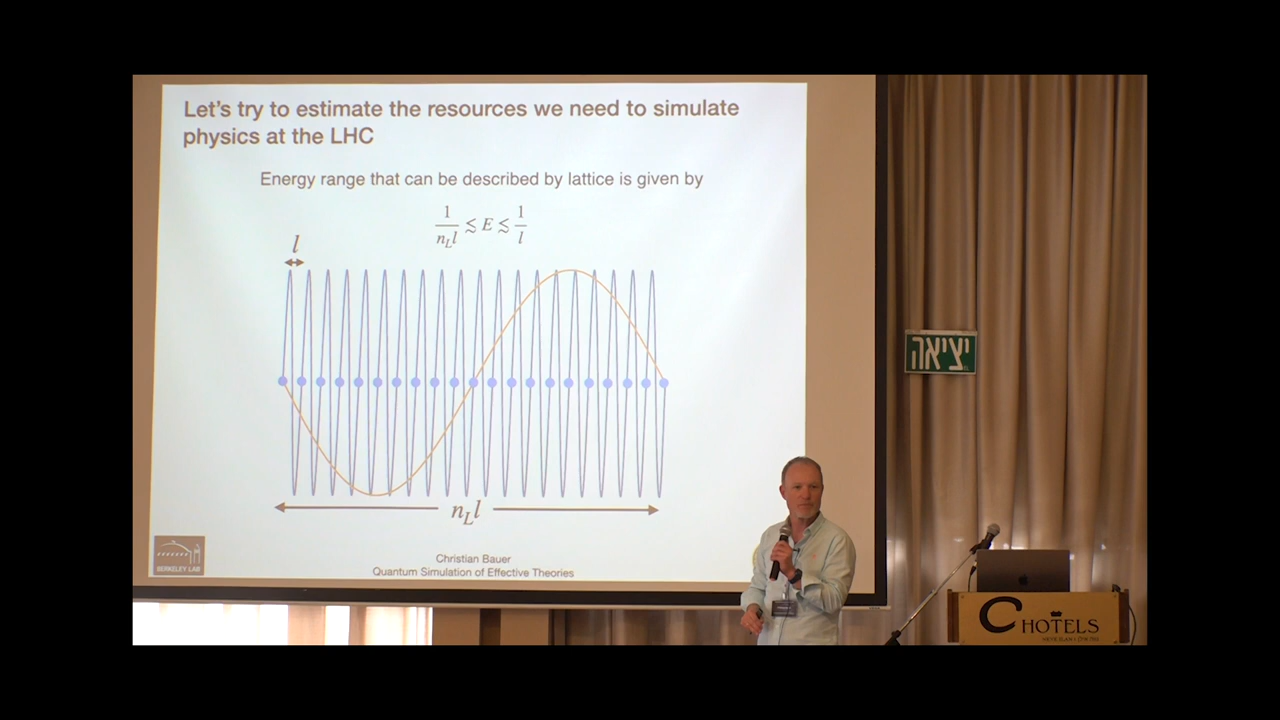 Let's try to estimate the resources we need to simulate
physics at the LHC
Energy range that can be described by lattice is given by
1/(n_L l) ≲ E ≲ 1/l
l
n_L l
BERKELEY LAB
Christian Bauer
Quantum Simulation of Effective Theories
יציאה
C HOTELS